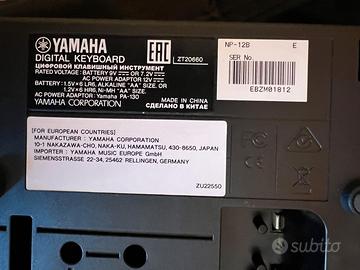 YAMAHA
EAC
DIGITAL KEYBOARD
ZT20660
ЦИФРОВОЙ КЛАВИШНЫЙ ИНСТРУМЕНТ
RATED VOLTAGE : BATTERY 9V ⎓ OR 7.2V ⎓
AC POWER ADAPTOR 12V ⎓
BATTERY : 1.5V x 6 LR6, ALKALINE "AA" SIZE, OR
1.2V x 6 HR6, Ni-MH "AA" SIZE
AC POWER ADAPTOR: Yamaha PA-130
MADE IN CHINA
YAMAHA CORPORATION
СДЕЛАНО В КИТАЕ
NP-12B E
SER No.
EBZM01812
[FOR EUROPEAN COUNTRIES]
MANUFACTURER : YAMAHA CORPORATION
10-1 NAKAZAWA-CHO, NAKA-KU, HAMAMATSU, 430-8650, JAPAN
IMPORTER : YAMAHA MUSIC EUROPE GmbH
SIEMENSSTRASSE 22-34, 25462 RELLINGEN, GERMANY
ZU22550
subito